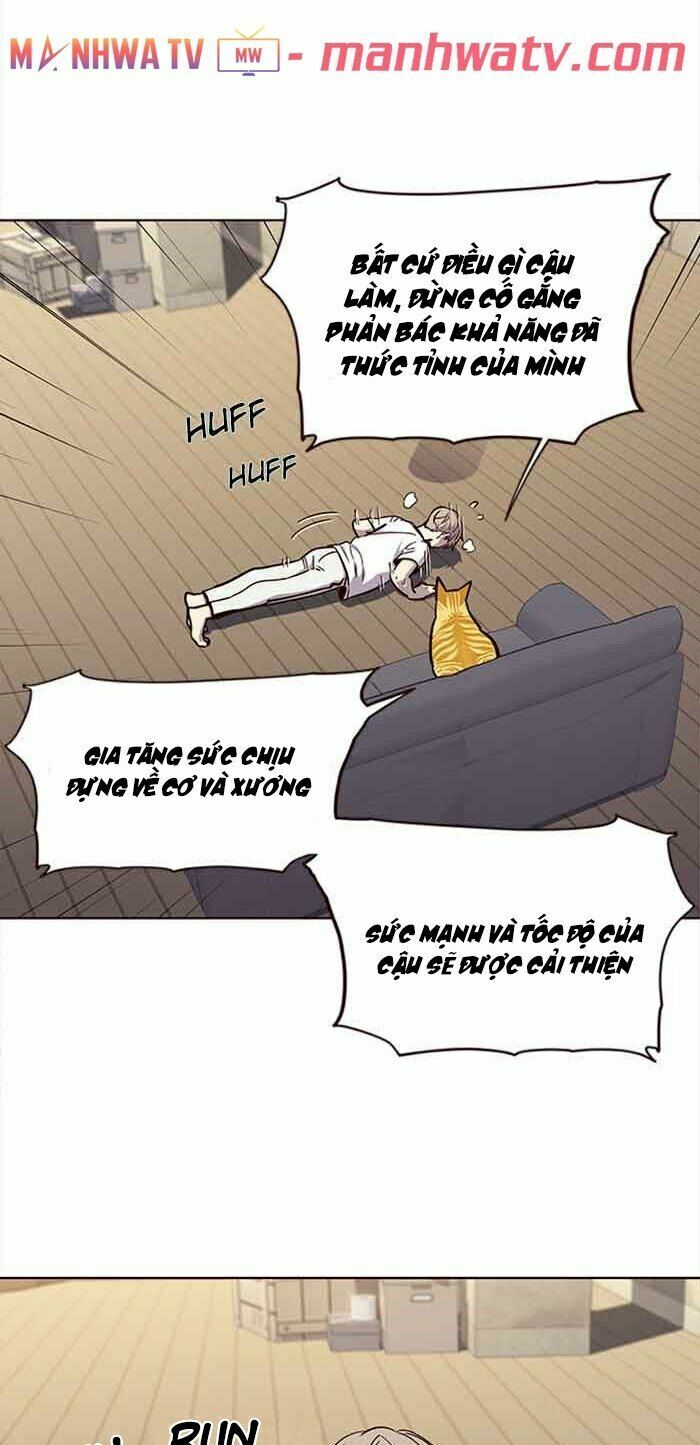 MANHWA TV MW - manhwatv.com
BẤT CỨ ĐIỀU GÌ CẬU
LÀM, ĐỪNG CỐ GẮNG
PHẢN BÁC KHẢ NĂNG ĐÃ
THỨC TỈNH CỦA MÌNH
HUFF
HUFF
GIA TĂNG SỨC CHỊU
ĐỰNG VỀ CƠ VÀ XƯƠNG
SỨC MẠNH VÀ TỐC ĐỘ CỦA
CẬU SẼ ĐƯỢC CẢI THIỆN
RUN